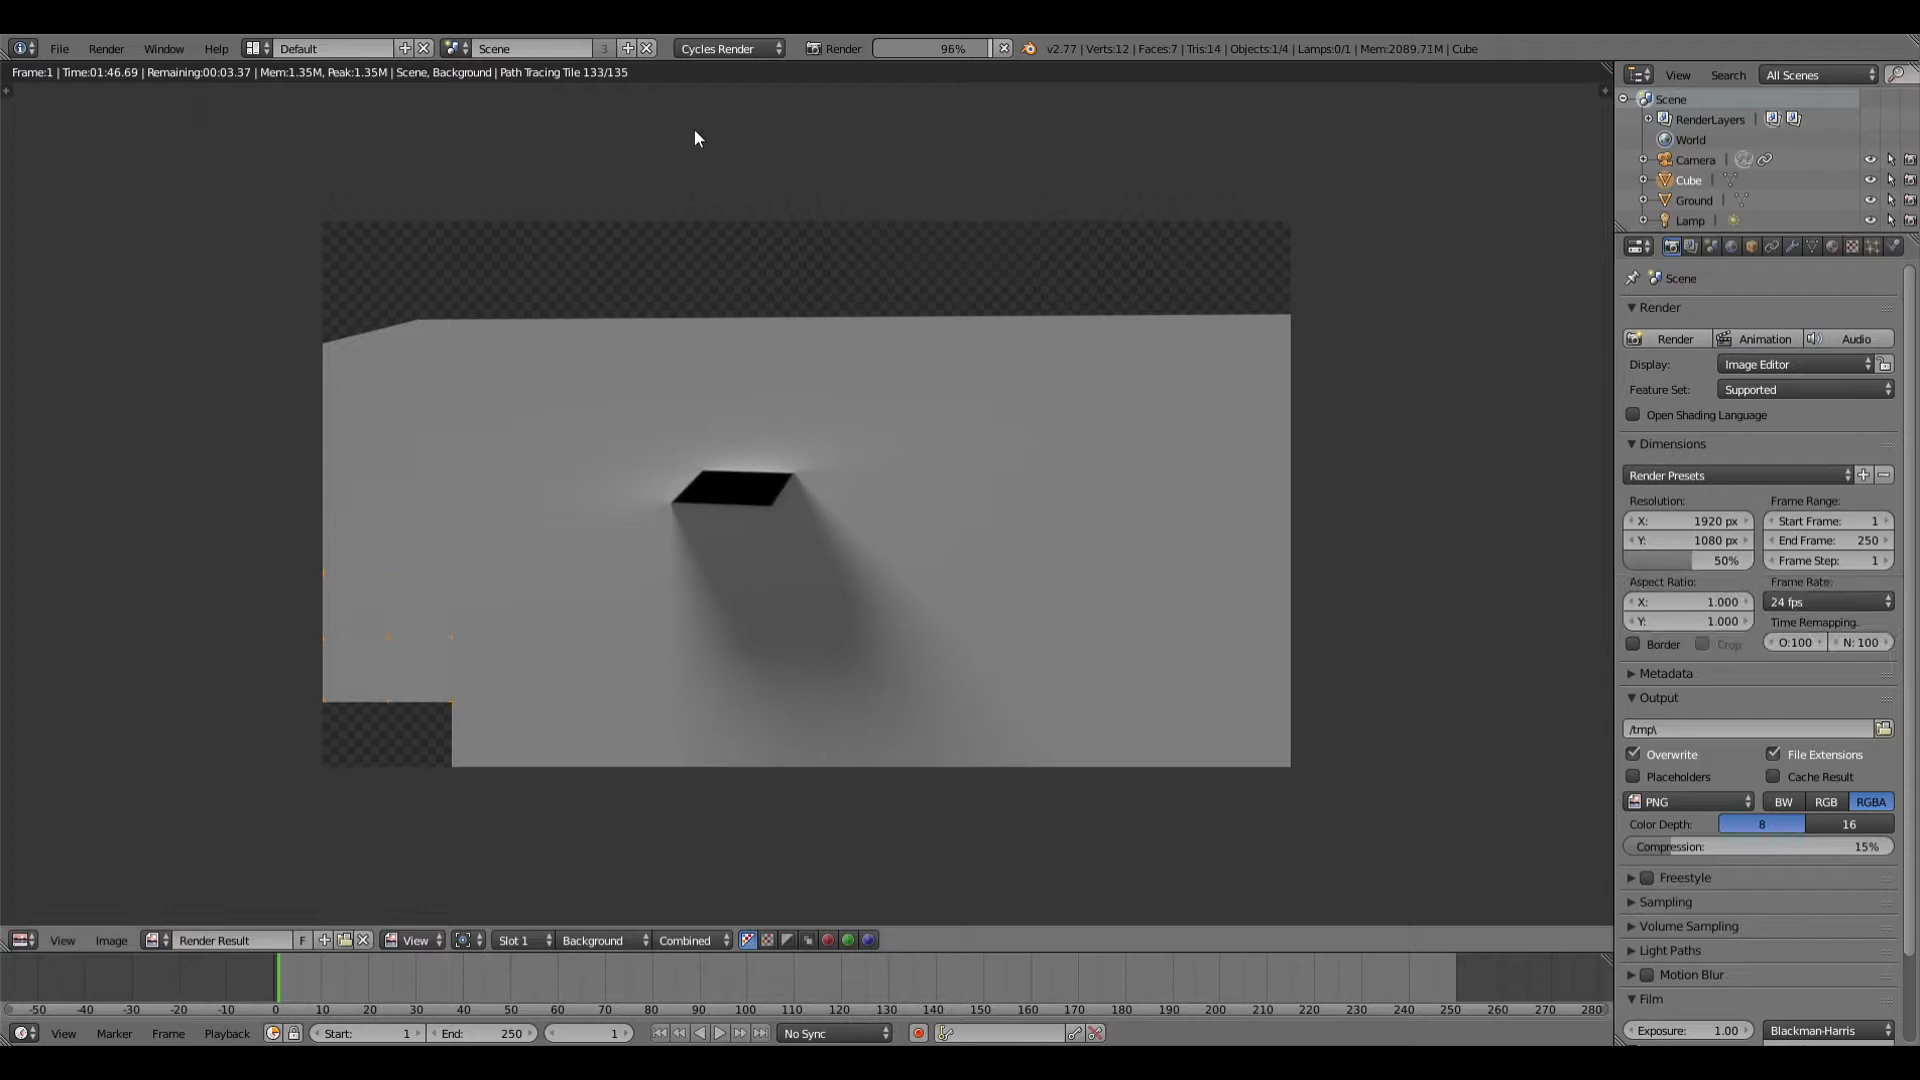 File Render Window Help Default Scene 3 Cycles Render Render 96% v2.77 | Verts:12 | Faces:7 | Tris:14 | Objects:1/4 | Lamps:0/1 | Mem:2089.71M | Cube
Frame:1 | Time:01:46.69 | Remaining:00:03.37 | Mem:1.35M, Peak:1.35M | Scene, Background | Path Tracing Tile 133/135
View Search All Scenes
Scene
RenderLayers
World
Camera
Cube
Ground
Lamp
Scene
Render
Render Animation Audio
Display: Image Editor
Feature Set: Supported
Open Shading Language
Dimensions
Render Presets
Resolution: Frame Range:
X: 1920 px Start Frame: 1
Y: 1080 px End Frame: 250
50% Frame Step: 1
Aspect Ratio: Frame Rate:
X: 1.000 24 fps
Y: 1.000 Time Remapping:
Border Crop O:100 N: 100
Metadata
Output
/tmp\
Overwrite File Extensions
Placeholders Cache Result
PNG BW RGB RGBA
Color Depth: 8 16
Compression: 15%
Freestyle
Sampling
Volume Sampling
Light Paths
Motion Blur
Film
Exposure: 1.00 Blackman-Harris
View Image Render Result F View Slot 1 Background Combined
-50 -40 -30 -20 -10 0 10 20 30 40 50 60 70 80 90 100 110 120 130 140 150 160 170 180 190 200 210 220 230 240 250 260 270 280
View Marker Frame Playback Start: 1 End: 250 1 No Sync